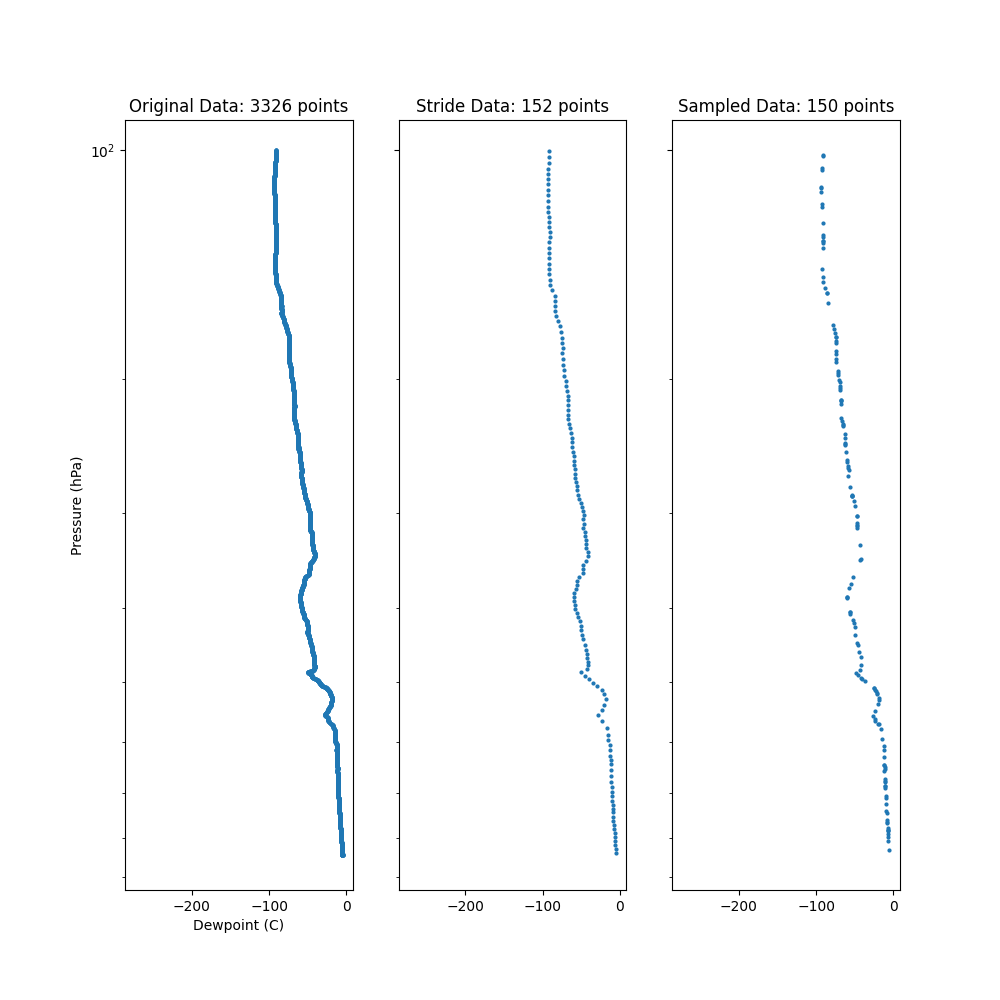 Original Data: 3326 points
Stride Data: 152 points
Sampled Data: 150 points
10²
Pressure (hPa)
−200 −100 0
−200 −100 0
−200 −100 0
Dewpoint (C)